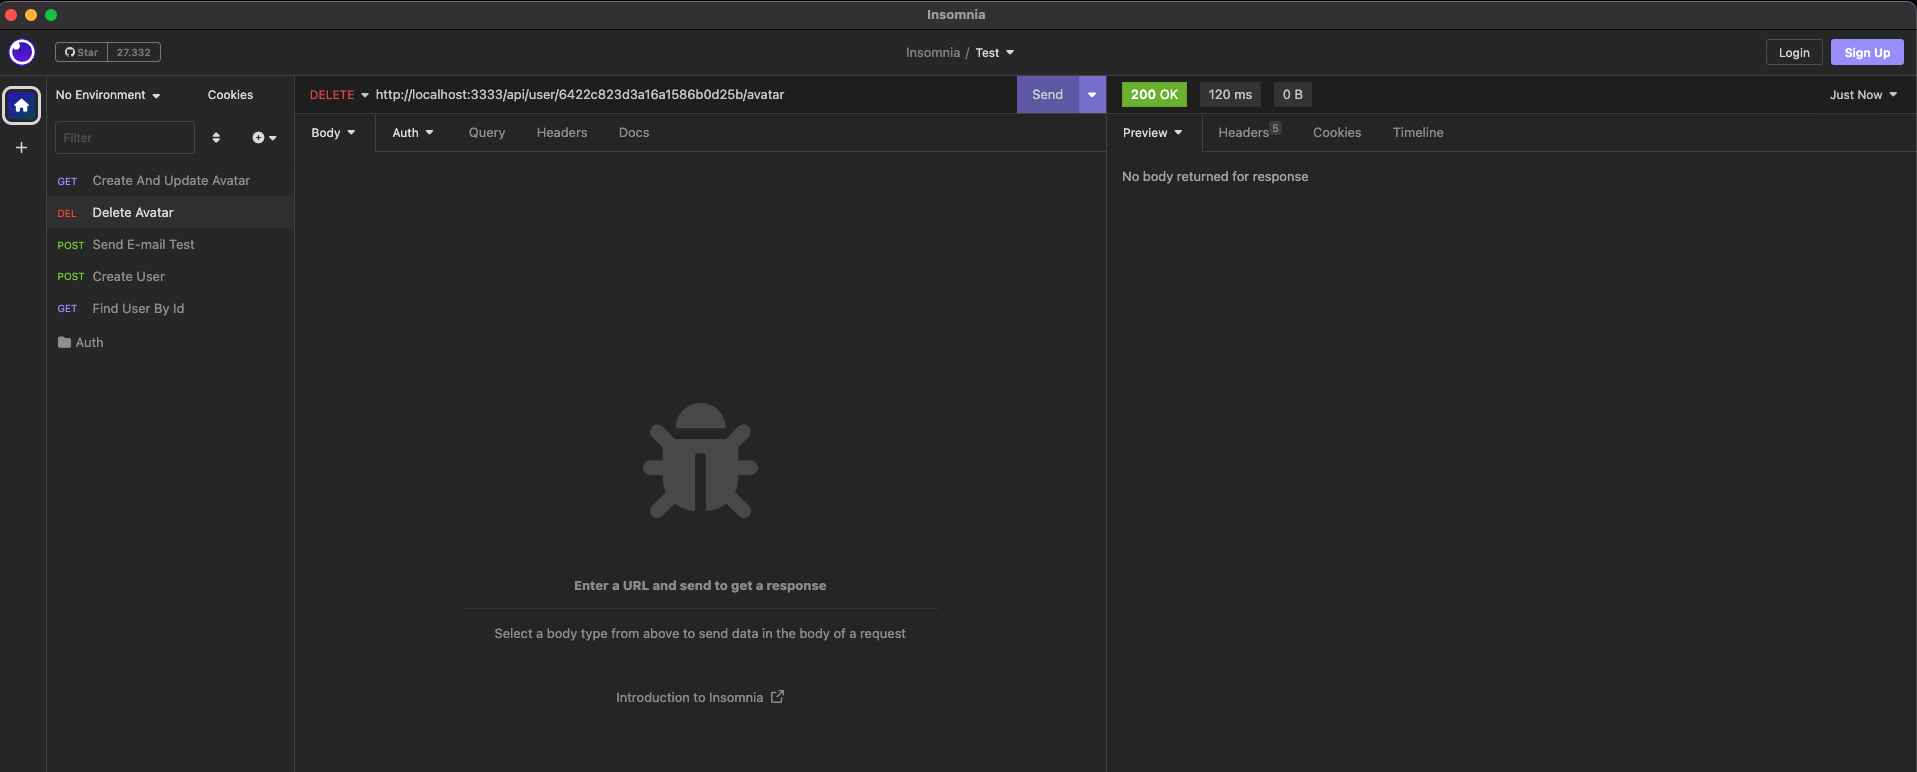 Insomnia
Star 27.332
Insomnia / Test
Login Sign Up
No Environment Cookies
Filter
GET Create And Update Avatar
DEL Delete Avatar
POST Send E-mail Test
POST Create User
GET Find User By Id
Auth
DELETE http://localhost:3333/api/user/6422c823d3a16a1586b0d25b/avatar Send
Body Auth Query Headers Docs
Enter a URL and send to get a response
Select a body type from above to send data in the body of a request
Introduction to Insomnia
200 OK 120 ms 0 B Just Now
Preview Headers 5 Cookies Timeline
No body returned for response